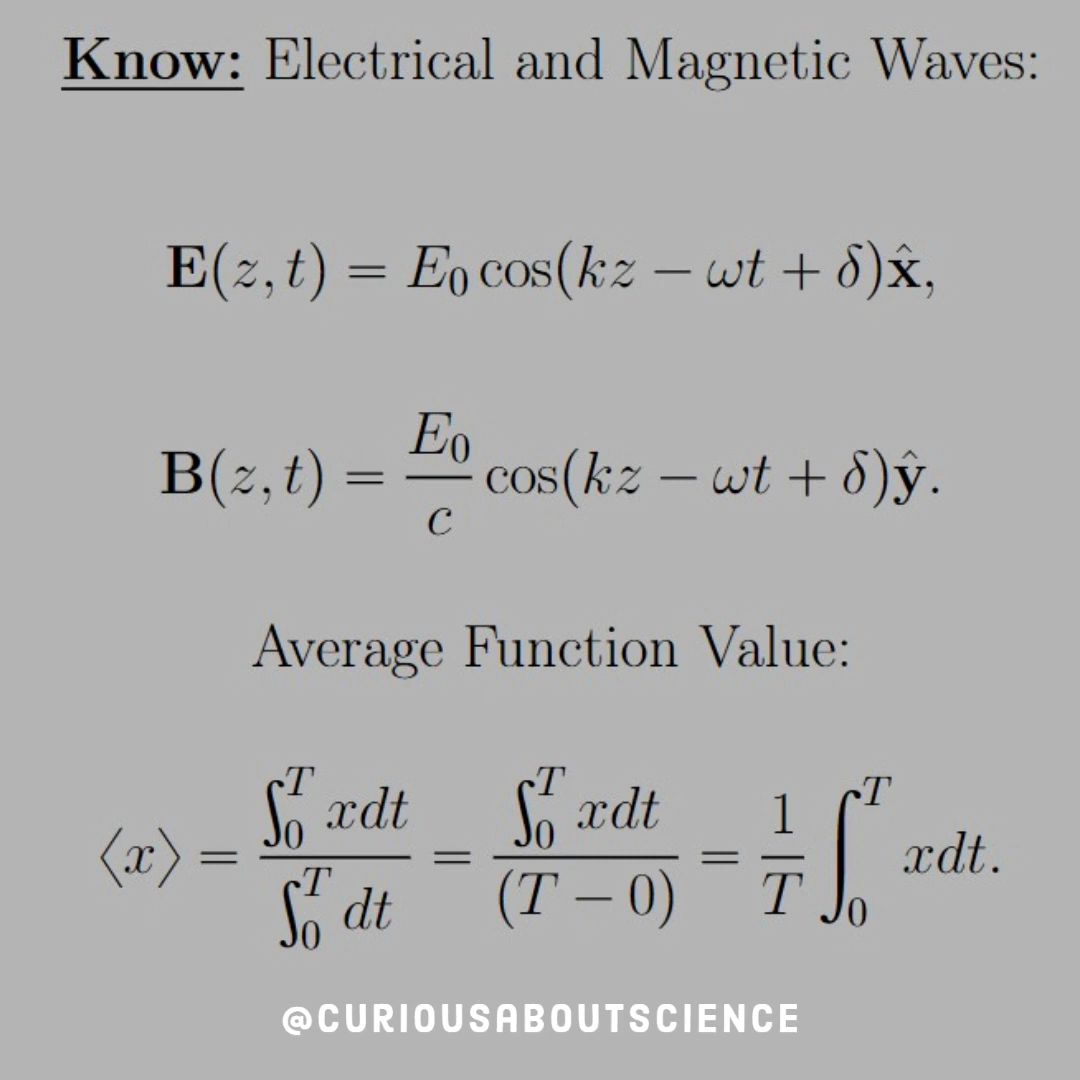 Know: Electrical and Magnetic Waves:
E(z, t) = E₀ cos(kz − ωt + δ)x̂,
B(z, t) = E₀/c cos(kz − ωt + δ)ŷ.
Average Function Value:
⟨x⟩ = ∫₀ᵀ xdt / ∫₀ᵀ dt = ∫₀ᵀ xdt / (T − 0) = 1/T ∫₀ᵀ xdt.
@CURIOUSABOUTSCIENCE